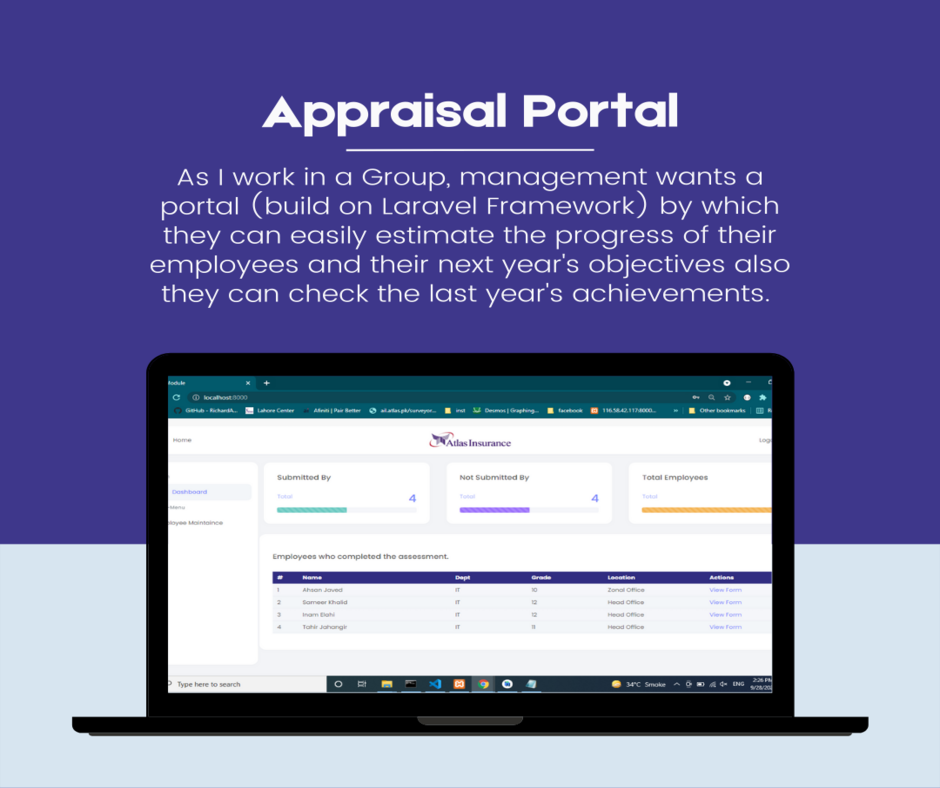 Appraisal Portal
As I work in a Group, management wants a
portal (build on Laravel Framework) by which
they can easily estimate the progress of their
employees and their next year's objectives also
they can check the last year's achievements.
localhost:8000
GitHub - RichardA... Lahore Center Afiniti | Pair Better ail.atlas.pk/surveyor... inst Desmos | Graphing... facebook 116.58.42.117:8000... » Other bookmarks
Home Atlas Insurance
Submitted By Not Submitted By Total Employees
Dashboard Total 4 Total 4 Total
Menu
loyee Maintaince
Employees who completed the assessment.
# Name Dept Grade Location Actions
1 Ahsan Javed IT 10 Zonal Office View Form
2 Sameer Khalid IT 12 Head Office View Form
3 Inam Elahi IT 12 Head Office View Form
4 Tahir Jahangir IT 11 Head Office View Form
Type here to search 34°C Smoke ENG 2:26 PM
9/28/20